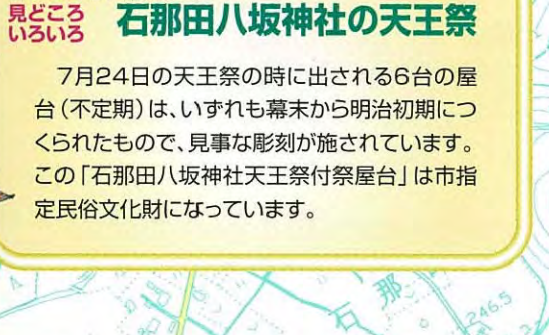 見どころ
いろいろ
石那田八坂神社の天王祭
7月24日の天王祭の時に出される6台の屋
台(不定期)は、いずれも幕末から明治初期につ
くられたもので、見事な彫刻が施されています。
この「石那田八坂神社天王祭付祭屋台」は市指
定民俗文化財になっています。
石
那
246.5